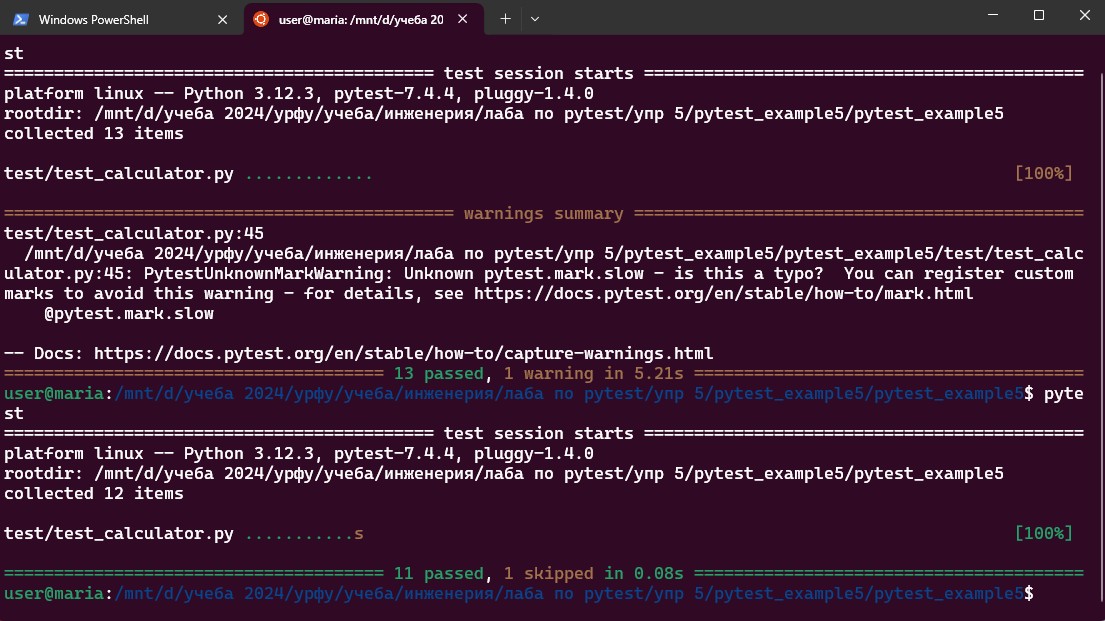 Windows PowerShell
user@maria: /mnt/d/учеба 20
st
=========================================== test session starts ============================================
platform linux -- Python 3.12.3, pytest-7.4.4, pluggy-1.4.0
rootdir: /mnt/d/учеба 2024/урфу/учеба/инженерия/лаба по pytest/упр 5/pytest_example5/pytest_example5
collected 13 items
test/test_calculator.py ............. [100%]
============================================= warnings summary =============================================
test/test_calculator.py:45
/mnt/d/учеба 2024/урфу/учеба/инженерия/лаба по pytest/упр 5/pytest_example5/pytest_example5/test/test_calc
ulator.py:45: PytestUnknownMarkWarning: Unknown pytest.mark.slow - is this a typo?  You can register custom
marks to avoid this warning - for details, see https://docs.pytest.org/en/stable/how-to/mark.html
@pytest.mark.slow
-- Docs: https://docs.pytest.org/en/stable/how-to/capture-warnings.html
====================================== 13 passed, 1 warning in 5.21s =======================================
user@maria:/mnt/d/учеба 2024/урфу/учеба/инженерия/лаба по pytest/упр 5/pytest_example5/pytest_example5$ pyte
st
=========================================== test session starts ============================================
platform linux -- Python 3.12.3, pytest-7.4.4, pluggy-1.4.0
rootdir: /mnt/d/учеба 2024/урфу/учеба/инженерия/лаба по pytest/упр 5/pytest_example5/pytest_example5
collected 12 items
test/test_calculator.py ...........s [100%]
====================================== 11 passed, 1 skipped in 0.08s =======================================
user@maria:/mnt/d/учеба 2024/урфу/учеба/инженерия/лаба по pytest/упр 5/pytest_example5/pytest_example5$